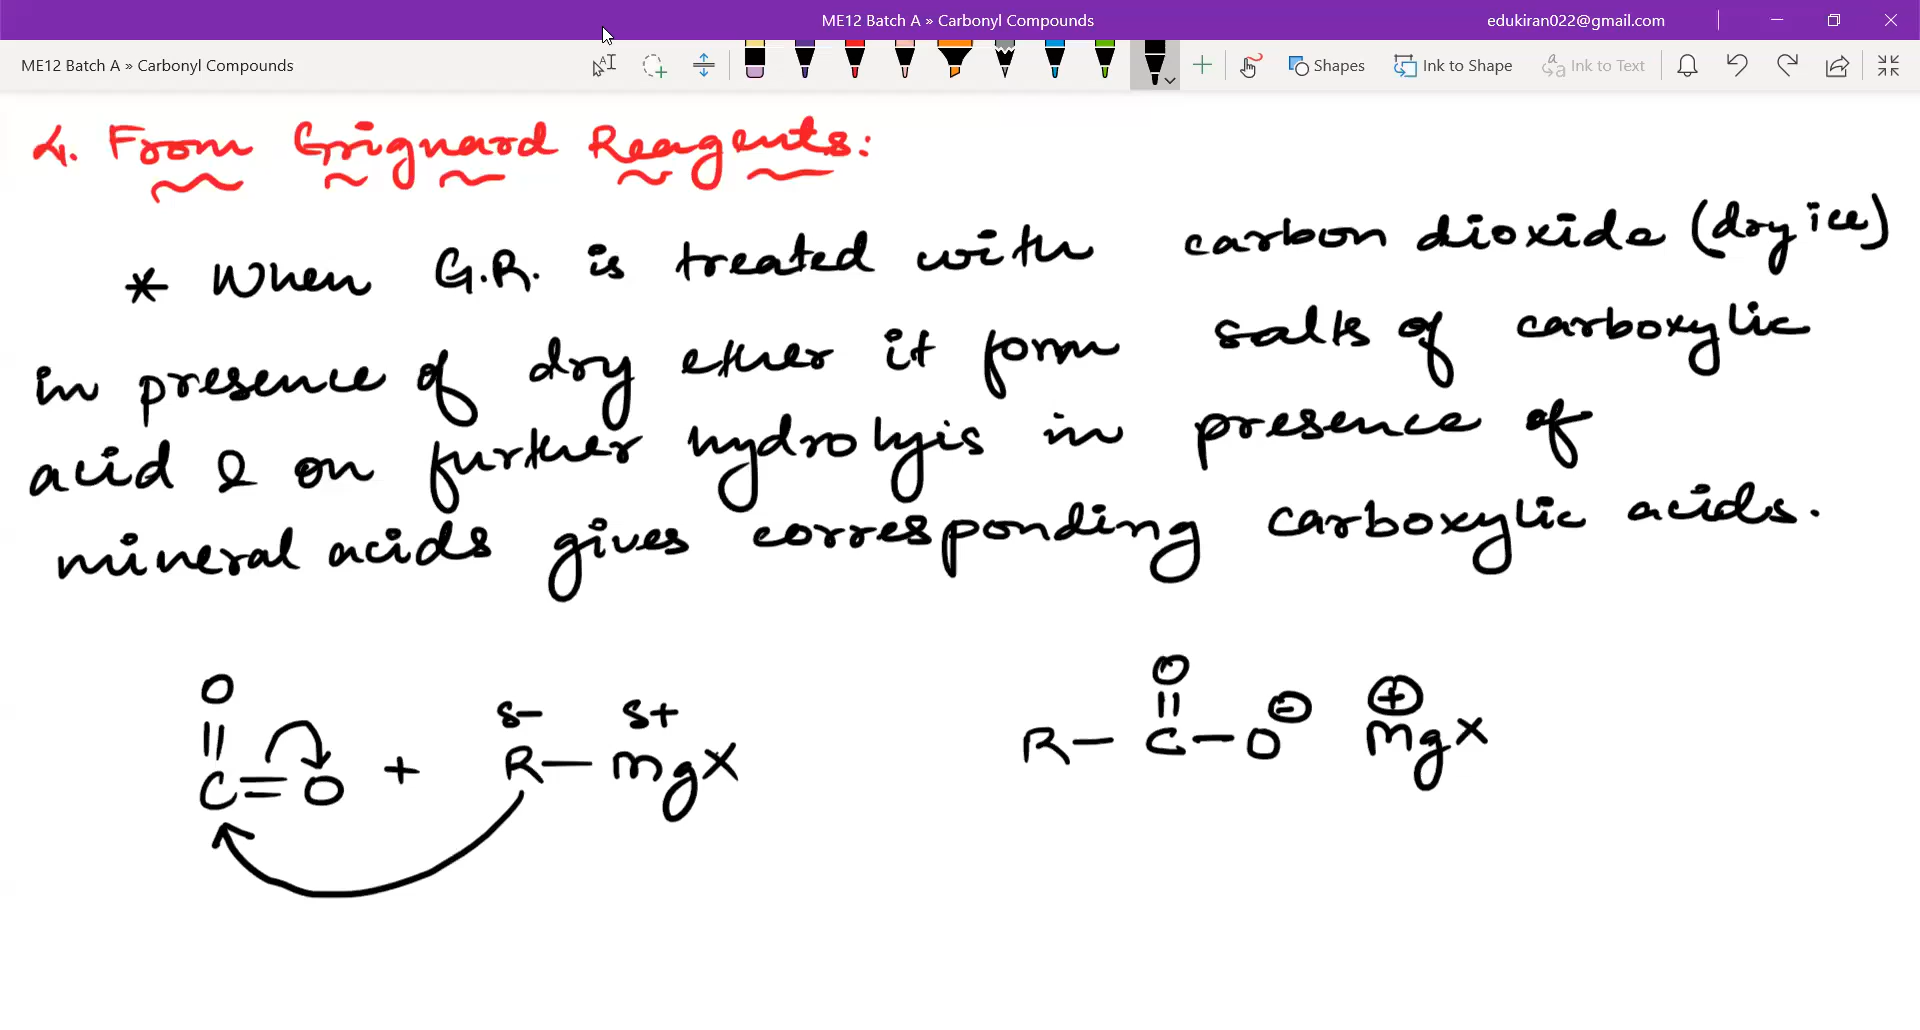 ME12 Batch A » Carbonyl Compounds
edukiran022@gmail.com
ME12 Batch A » Carbonyl Compounds
Shapes
Ink to Shape
Ink to Text
4. From Grignard Reagents:
* When G.R. is treated with carbon dioxide (dry ice)
in presence of dry ether it form salts of carboxylic
acid & on further hydrolyis in presence of
mineral acids gives corresponding carboxylic acids.
O
||
C=O + R—MgX
δ− δ+
O
||
R—C—O⊖ ⊕MgX